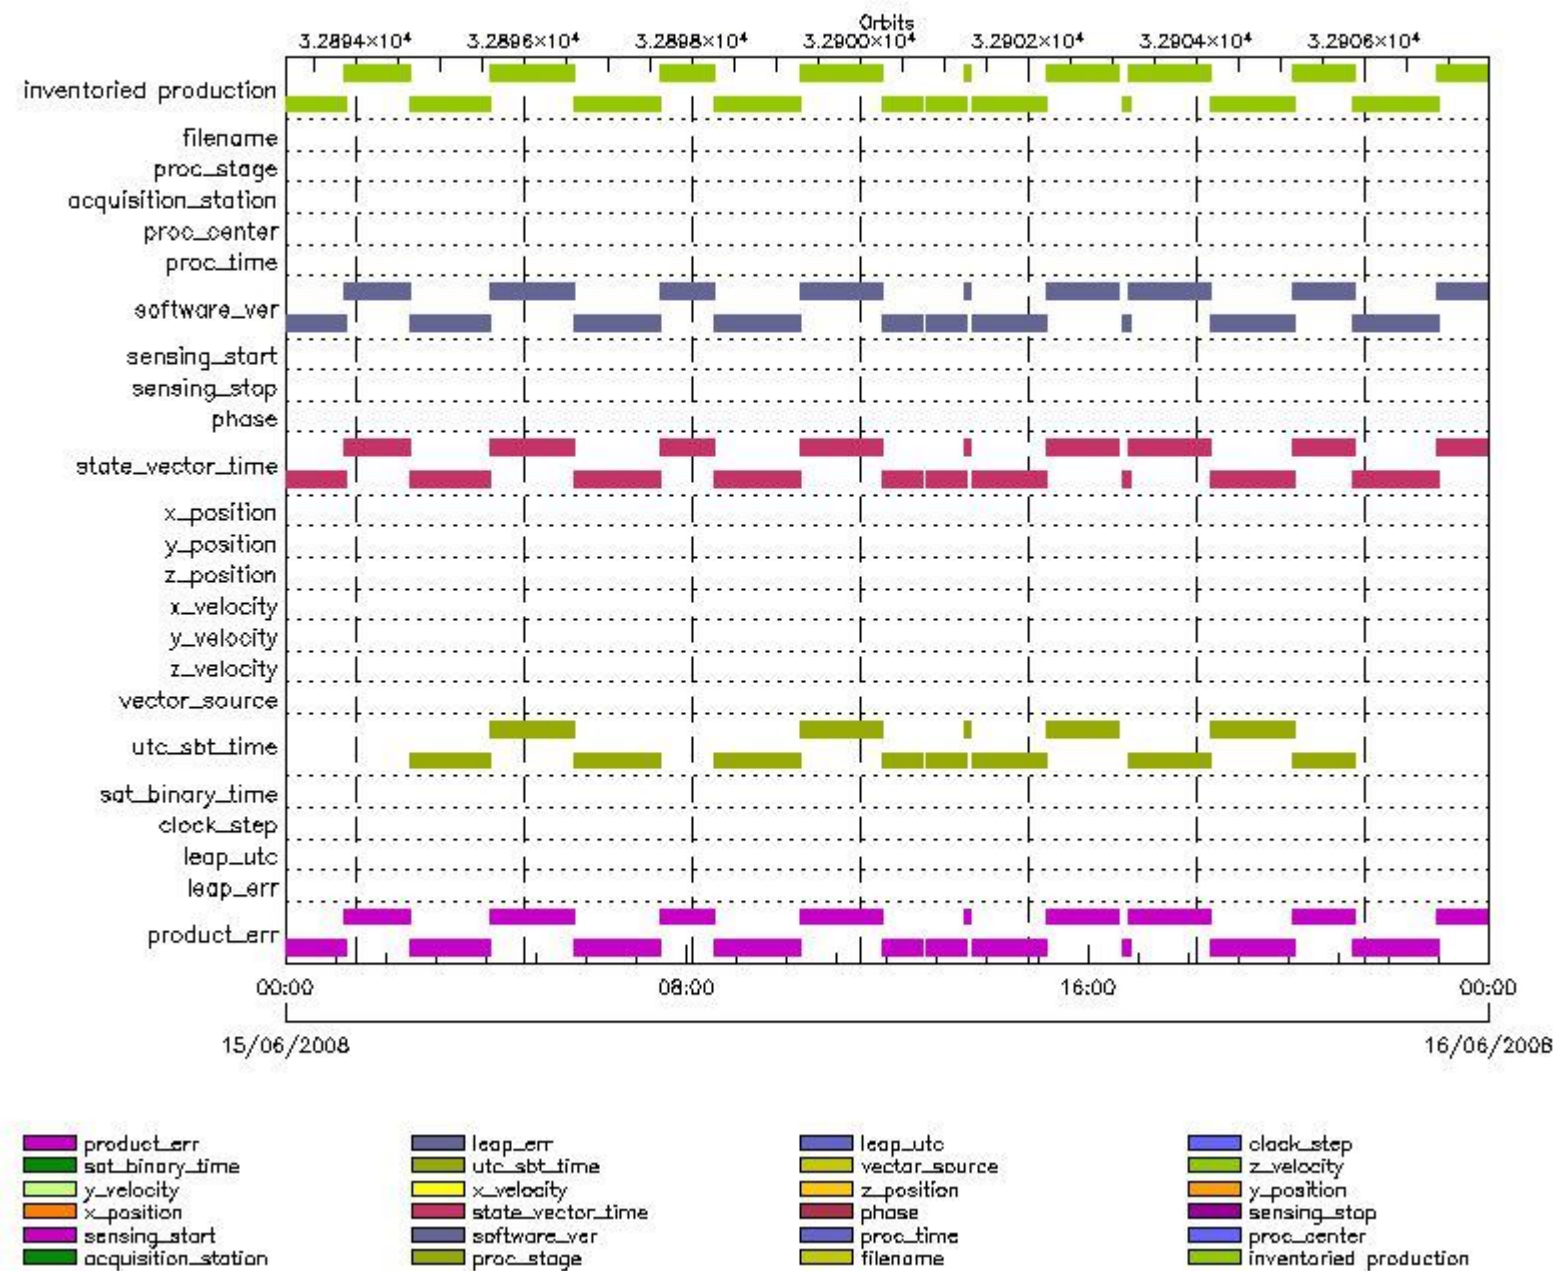 Orbits
3.2894×10⁴ 3.2896×10⁴ 3.2898×10⁴ 3.2900×10⁴ 3.2902×10⁴ 3.2904×10⁴ 3.2906×10⁴
inventoried production
filename
proc_stage
acquisition_station
proc_center
proc_time
software_ver
sensing_start
sensing_stop
phase
state_vector_time
x_position
y_position
z_position
x_velocity
y_velocity
z_velocity
vector_source
utc_sbt_time
sat_binary_time
clock_step
leap_utc
leap_err
product_err
00:00 08:00 16:00 00:00
15/06/2008 16/06/2008
product_err leap_err leap_utc clock_step
sat_binary_time utc_sbt_time vector_source z_velocity
y_velocity x_velocity z_position y_position
x_position state_vector_time phase sensing_stop
sensing_start software_ver proc_time proc_center
acquisition_station proc_stage filename inventoried production